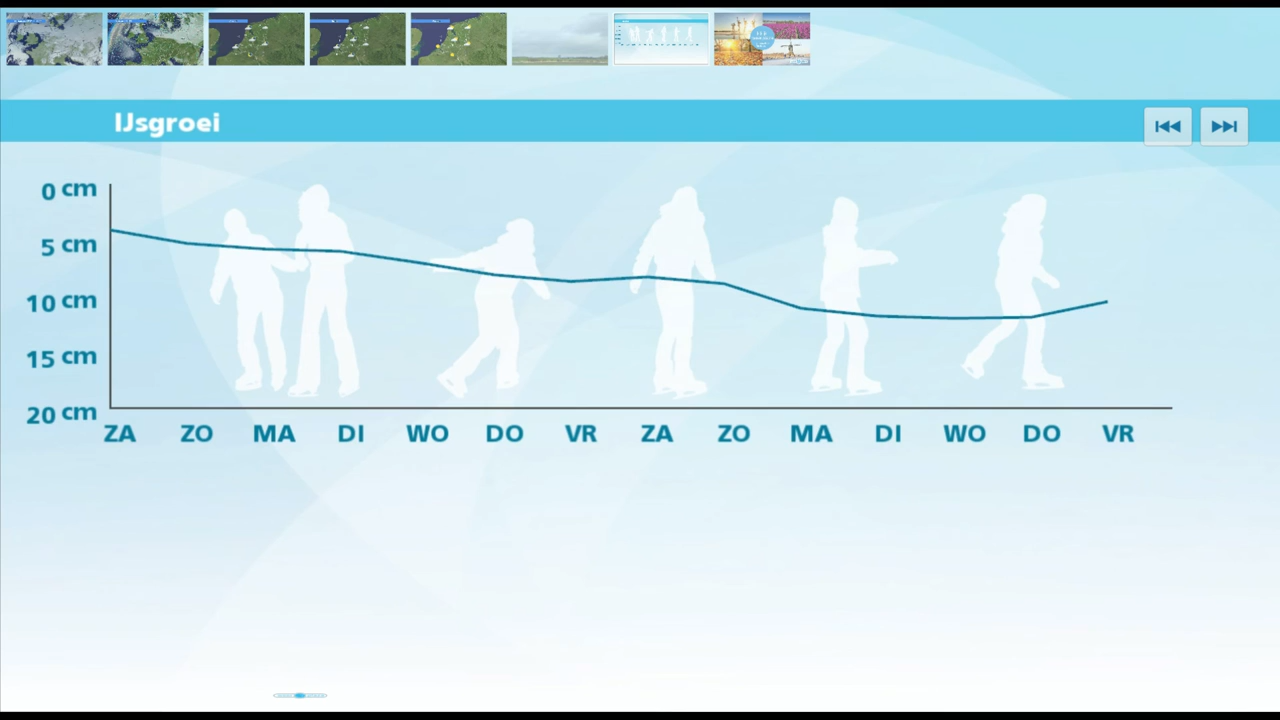 IJsgroei
0 cm
5 cm
10 cm
15 cm
20 cm
ZA ZO MA DI WO DO VR ZA ZO MA DI WO DO VR